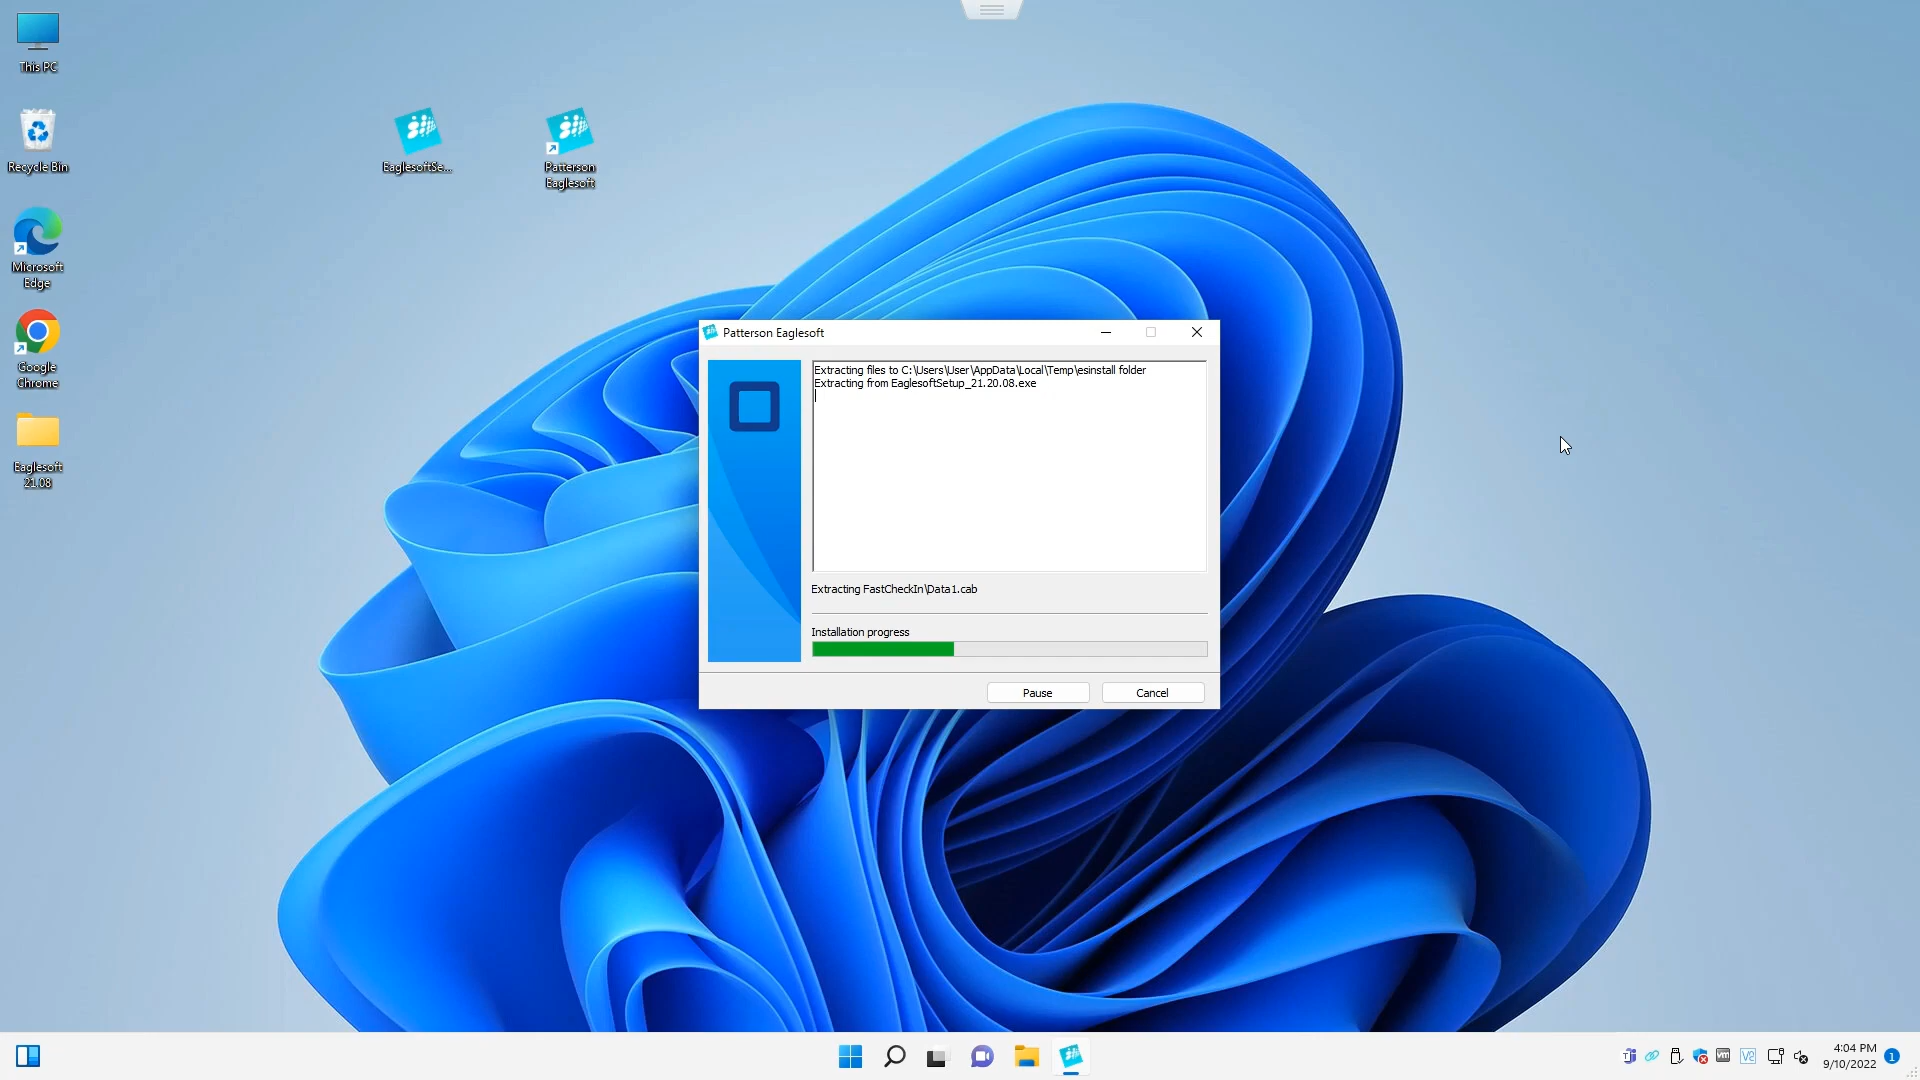 This PC
Recycle Bin
Microsoft
Edge
Google
Chrome
Eaglesoft
21.08
EaglesoftSe...
Patterson
Eaglesoft
Patterson Eaglesoft
Extracting files to C:\Users\User\AppData\Local\Temp\esinstall folder
Extracting from EaglesoftSetup_21.20.08.exe
Extracting FastCheckIn\Data1.cab
Installation progress
Pause
Cancel
4:04 PM
9/10/2022
1